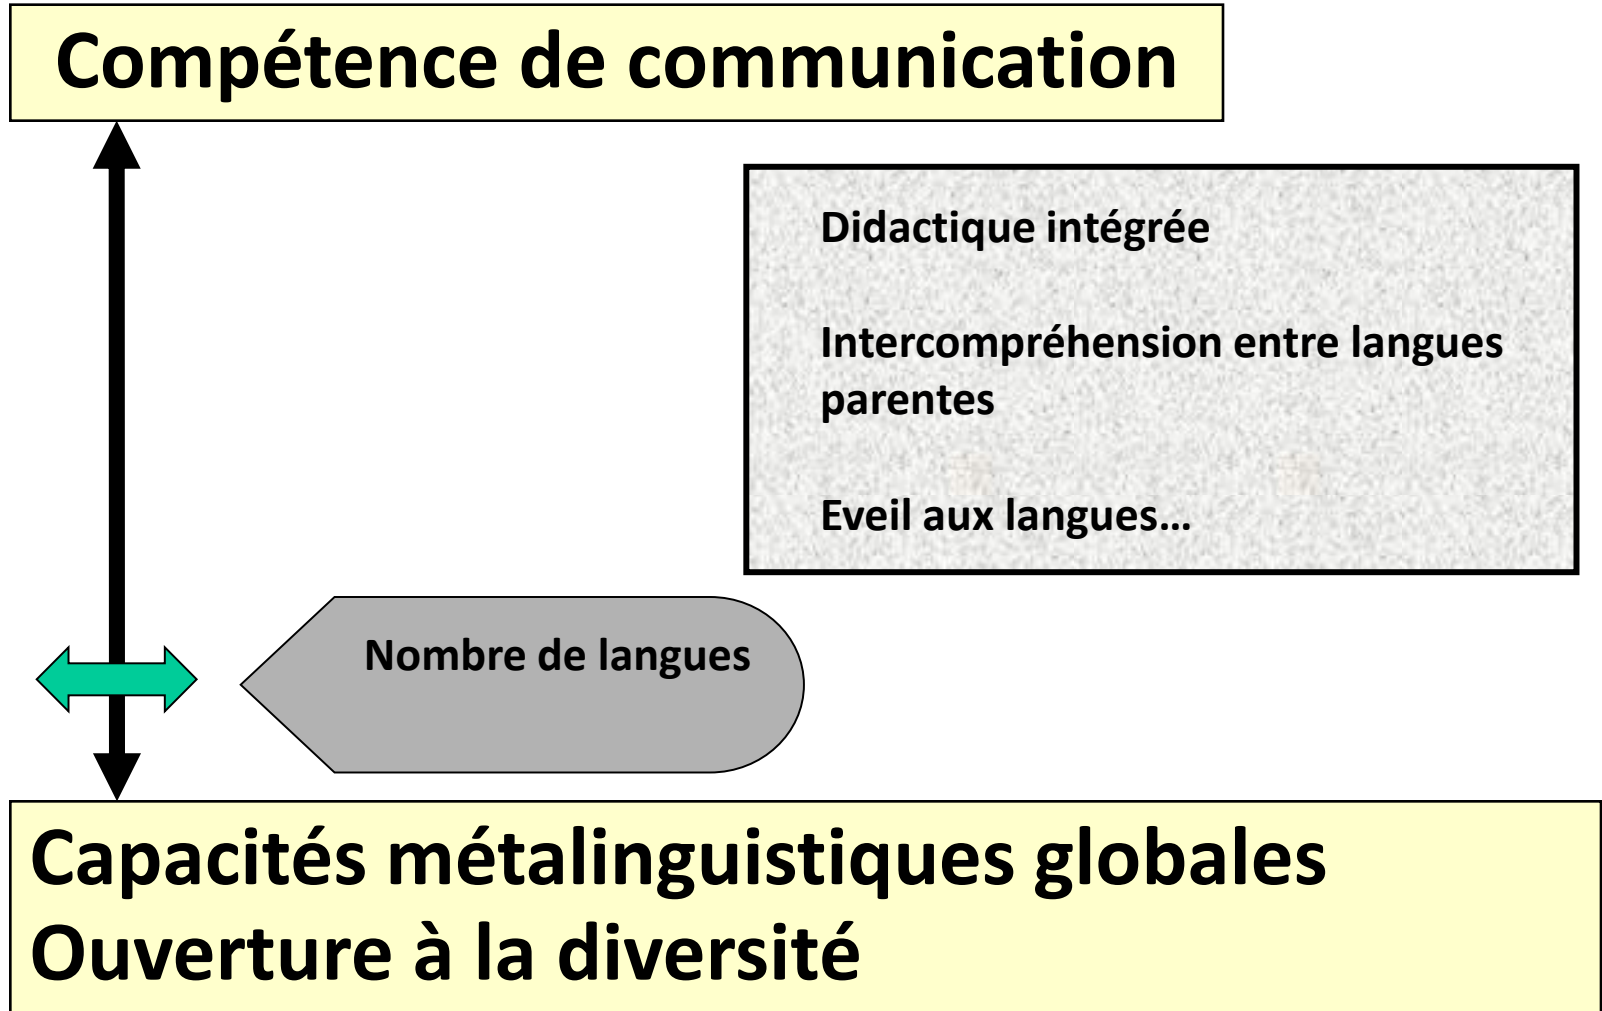 Compétence de communication
Didactique intégrée
Intercompréhension entre langues
parentes
Eveil aux langues…
Nombre de langues
Capacités métalinguistiques globales
Ouverture à la diversité